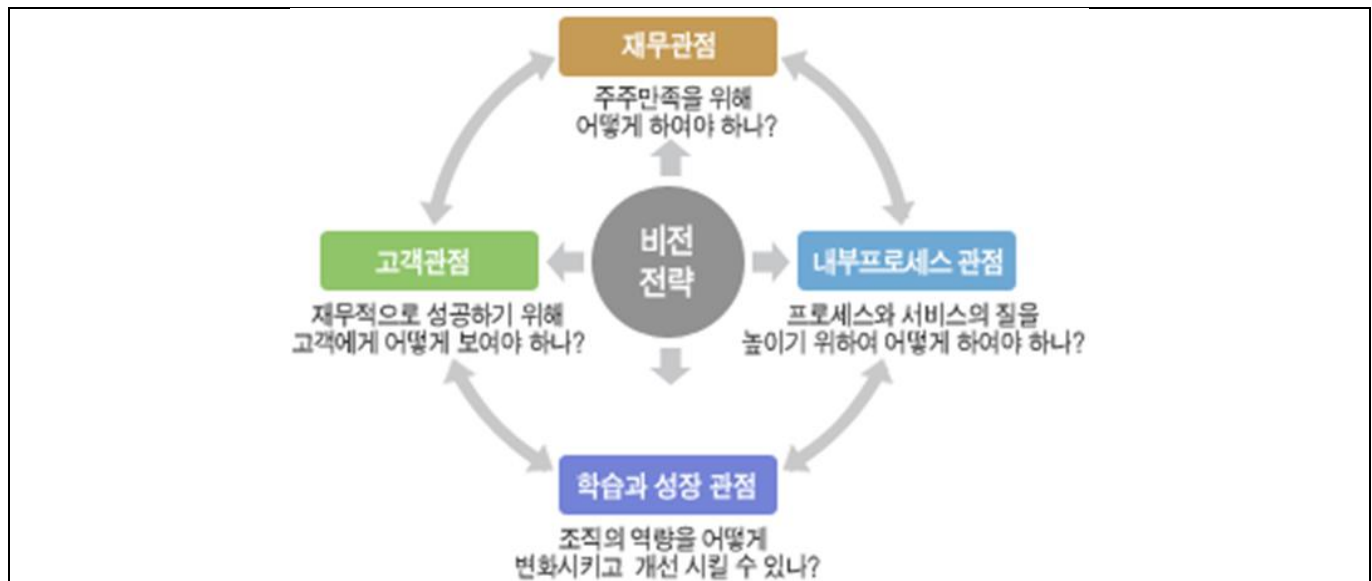 재무관점
주주만족을 위해
어떻게 하여야 하나?
비전
전략
고객관점
재무적으로 성공하기 위해
고객에게 어떻게 보여야 하나?
내부프로세스 관점
프로세스와 서비스의 질을
높이기 위하여 어떻게 하여야 하나?
학습과 성장 관점
조직의 역량을 어떻게
변화시키고 개선 시킬 수 있나?